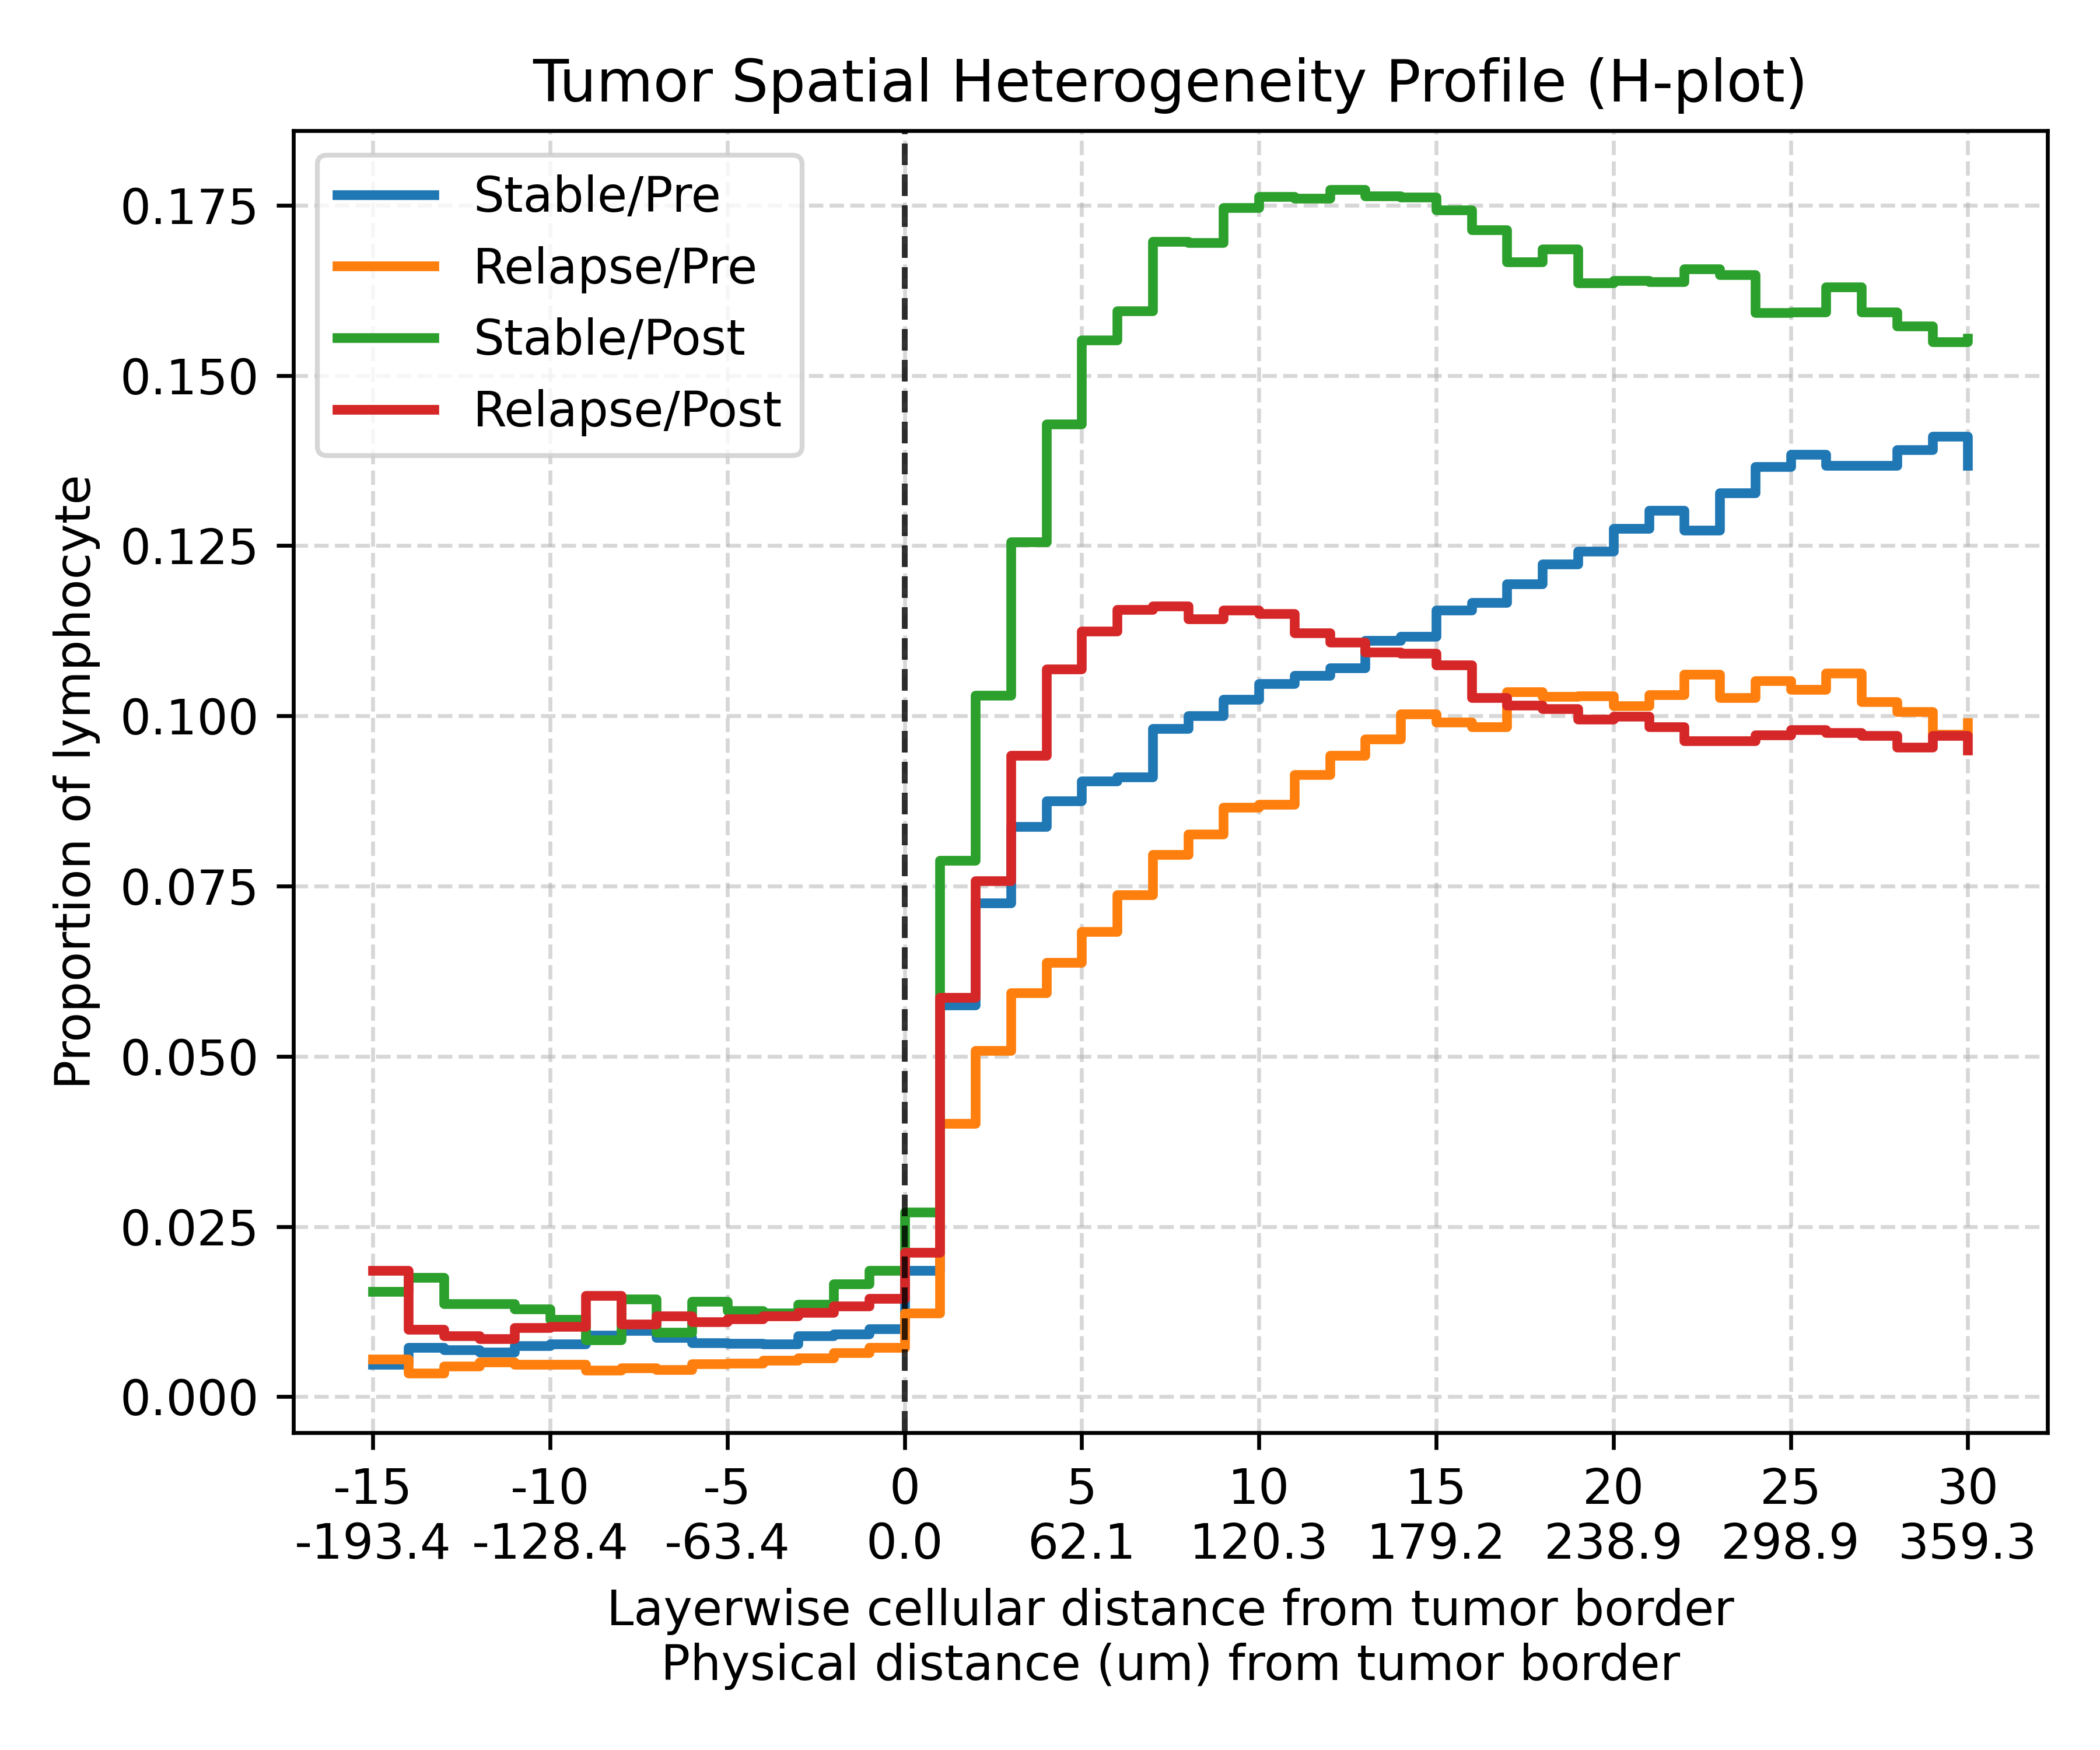 Tumor Spatial Heterogeneity Profile (H-plot)
Stable/Pre
Relapse/Pre
Stable/Post
Relapse/Post
Proportion of lymphocyte
0.175
0.150
0.125
0.100
0.075
0.050
0.025
0.000
-15 -10 -5 0 5 10 15 20 25 30
-193.4 -128.4 -63.4 0.0 62.1 120.3 179.2 238.9 298.9 359.3
Layerwise cellular distance from tumor border
Physical distance (um) from tumor border